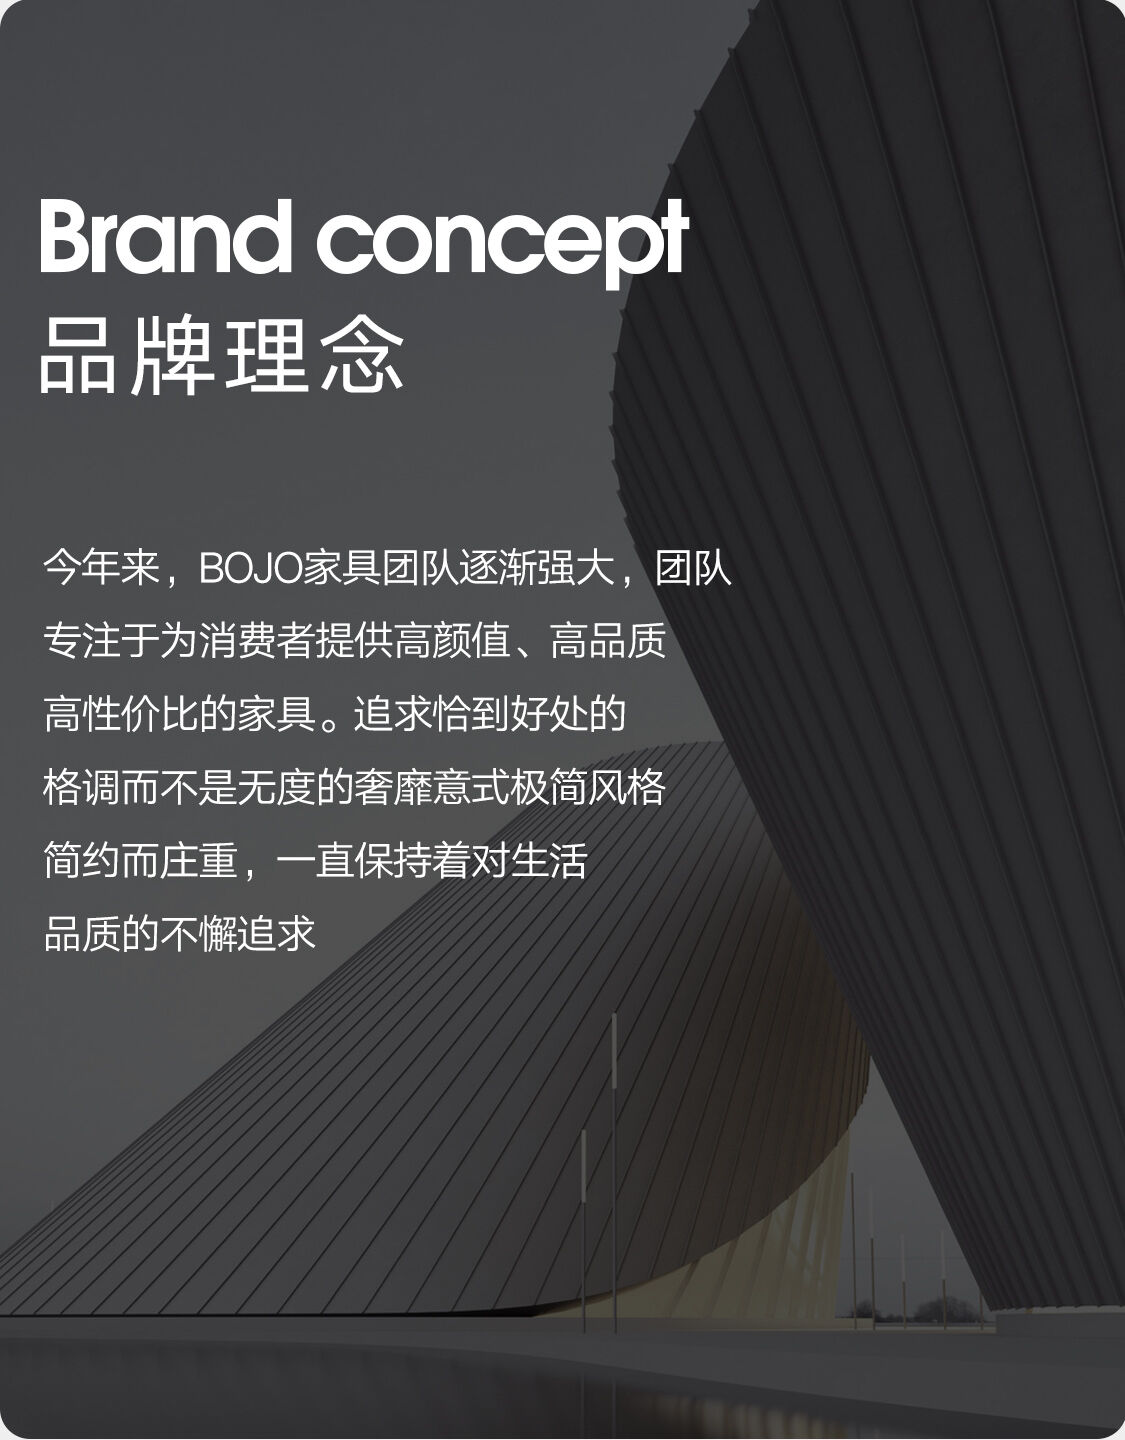 Brand concept
品牌理念
今年来，BOJO家具团队逐渐强大，团队
专注于为消费者提供高颜值、高品质
高性价比的家具。追求恰到好处的
格调而不是无度的奢靡意式极简风格
简约而庄重，一直保持着对生活
品质的不懈追求